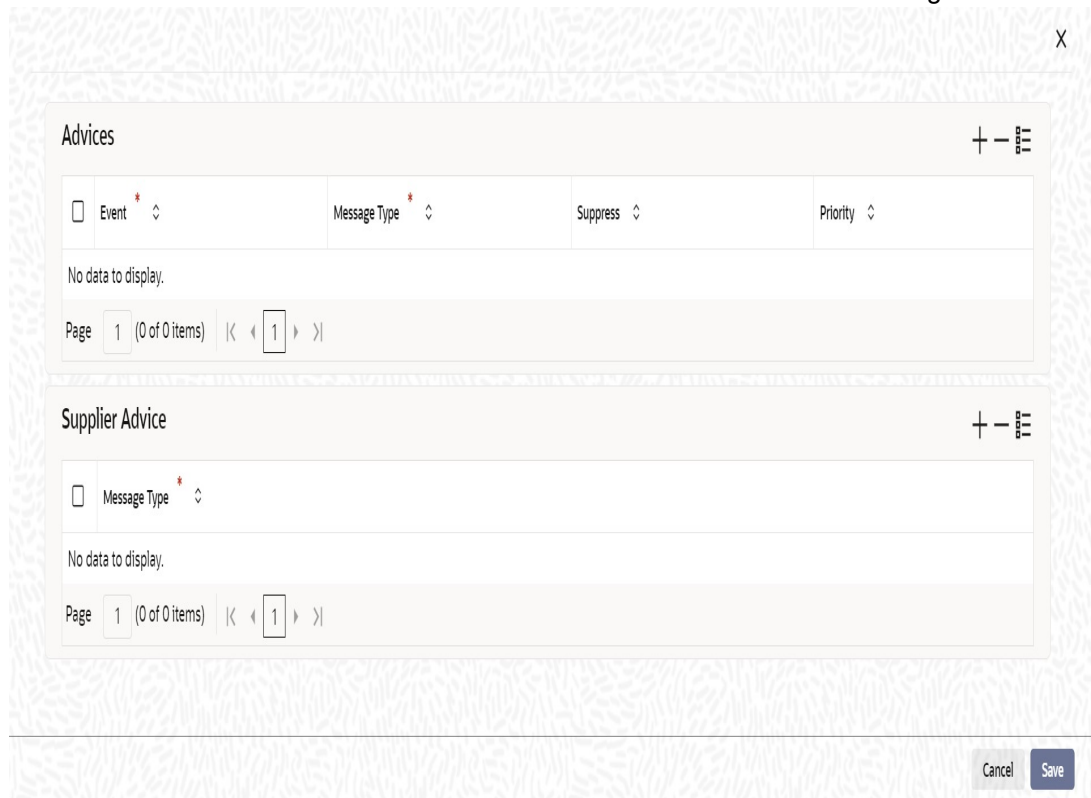 X
Advices
Event * Message Type * Suppress Priority
No data to display.
Page 1 (0 of 0 items) 1
Supplier Advice
Message Type *
No data to display.
Page 1 (0 of 0 items) 1
Cancel Save